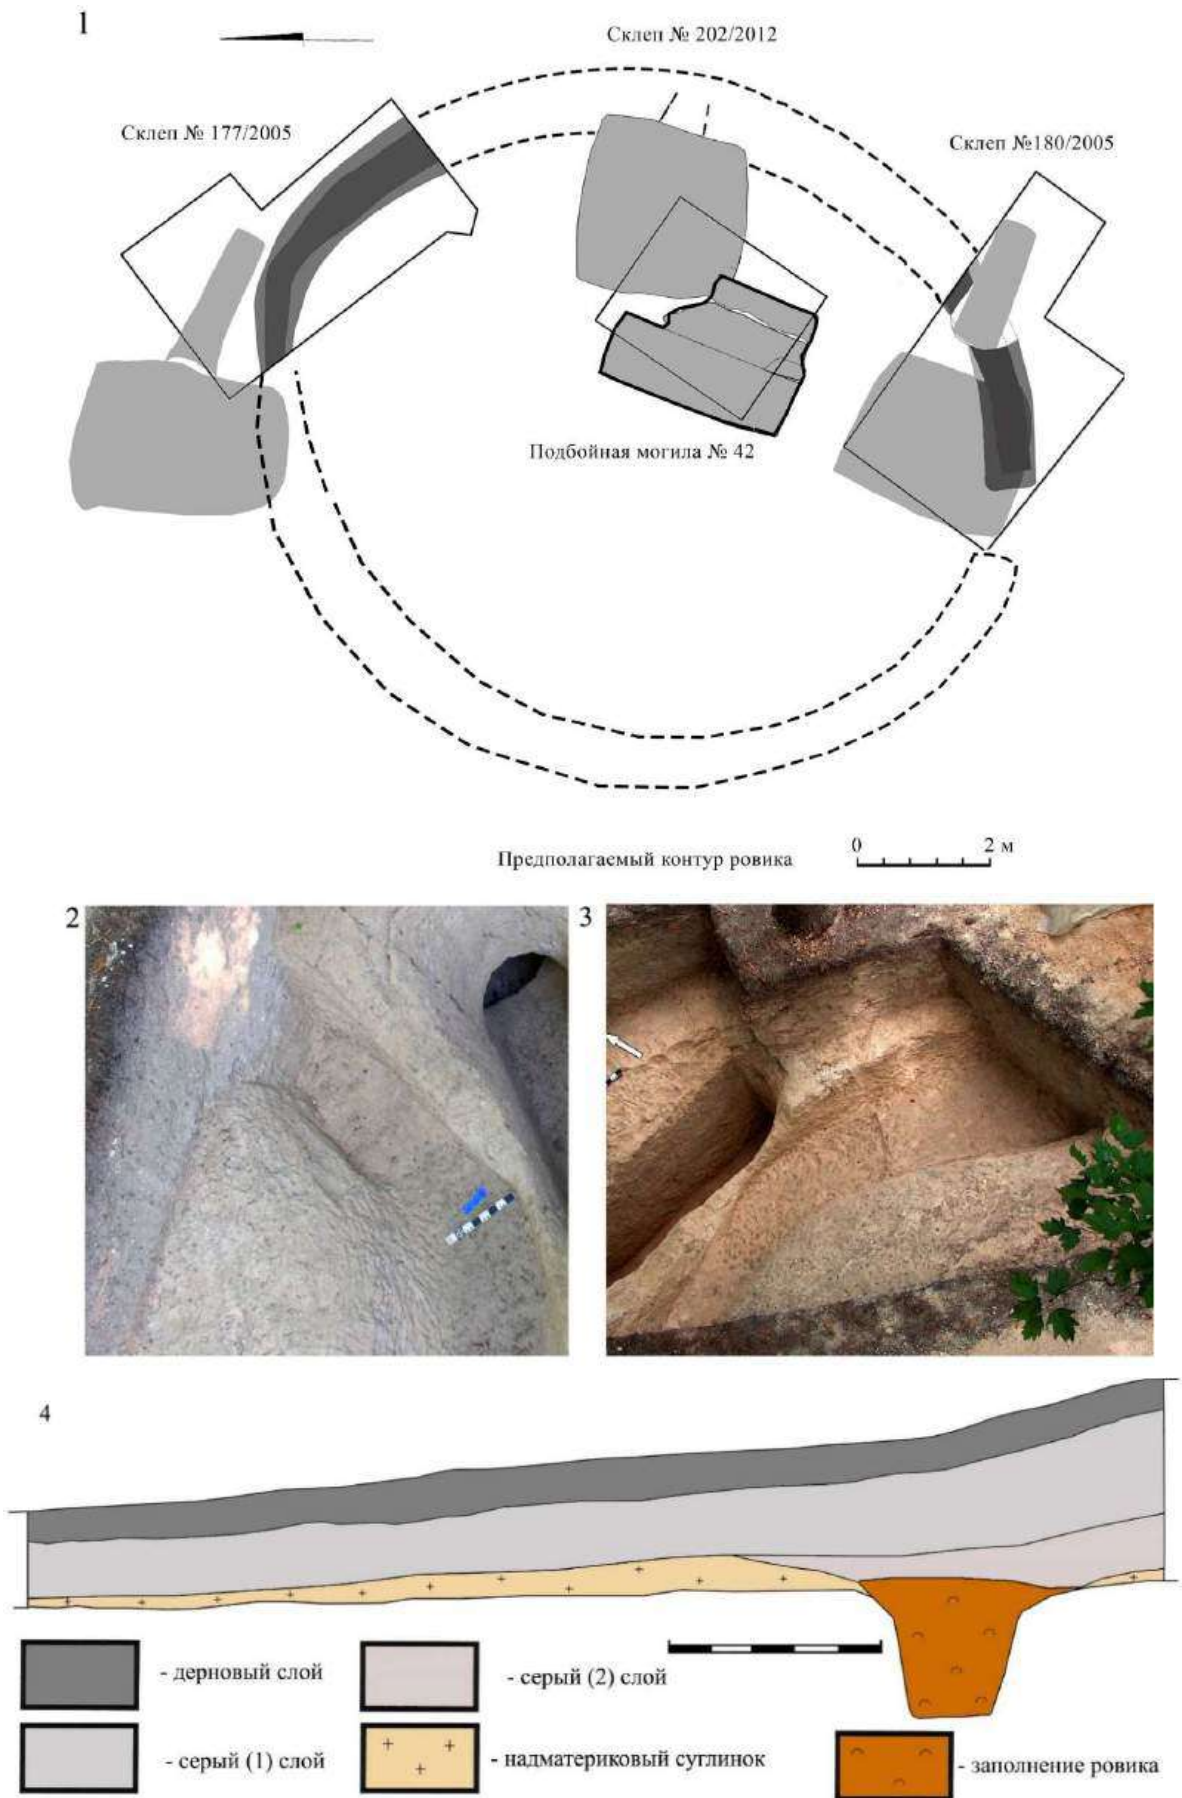 1
Склеп № 202/2012
Склеп № 177/2005
Склеп №180/2005
Подбойная могила № 42
Предполагаемый контур ровика
0 2 м
2
3
4
- дерновый слой
- серый (2) слой
- серый (1) слой
- надматериковый суглинок
- заполнение ровика